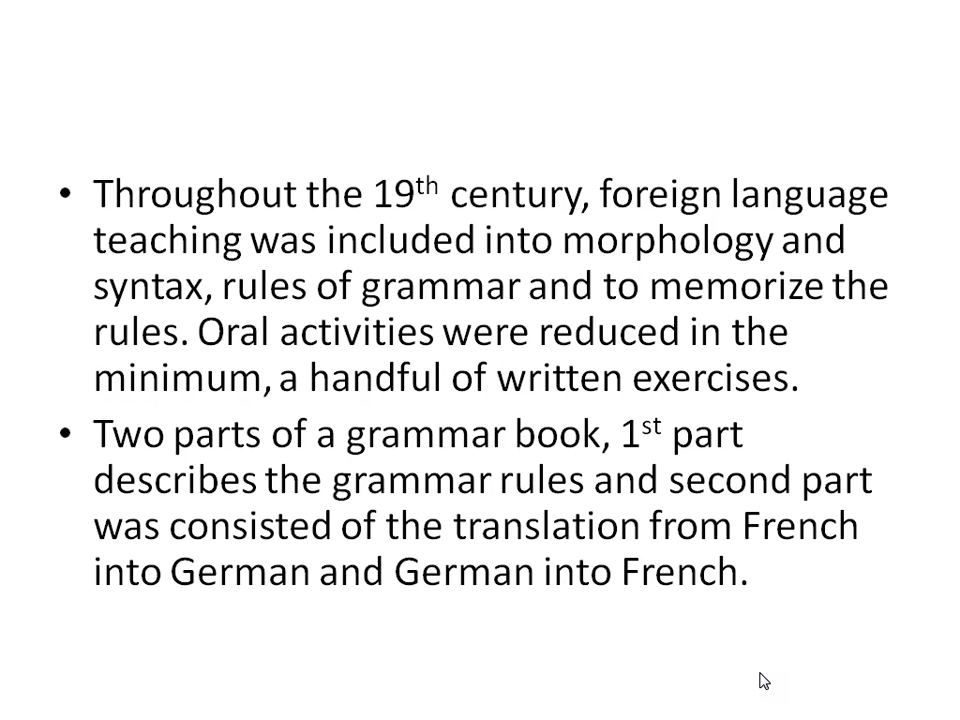 • Throughout the 19th century, foreign language
teaching was included into morphology and
syntax, rules of grammar and to memorize the
rules. Oral activities were reduced in the
minimum, a handful of written exercises.
• Two parts of a grammar book, 1st part
describes the grammar rules and second part
was consisted of the translation from French
into German and German into French.